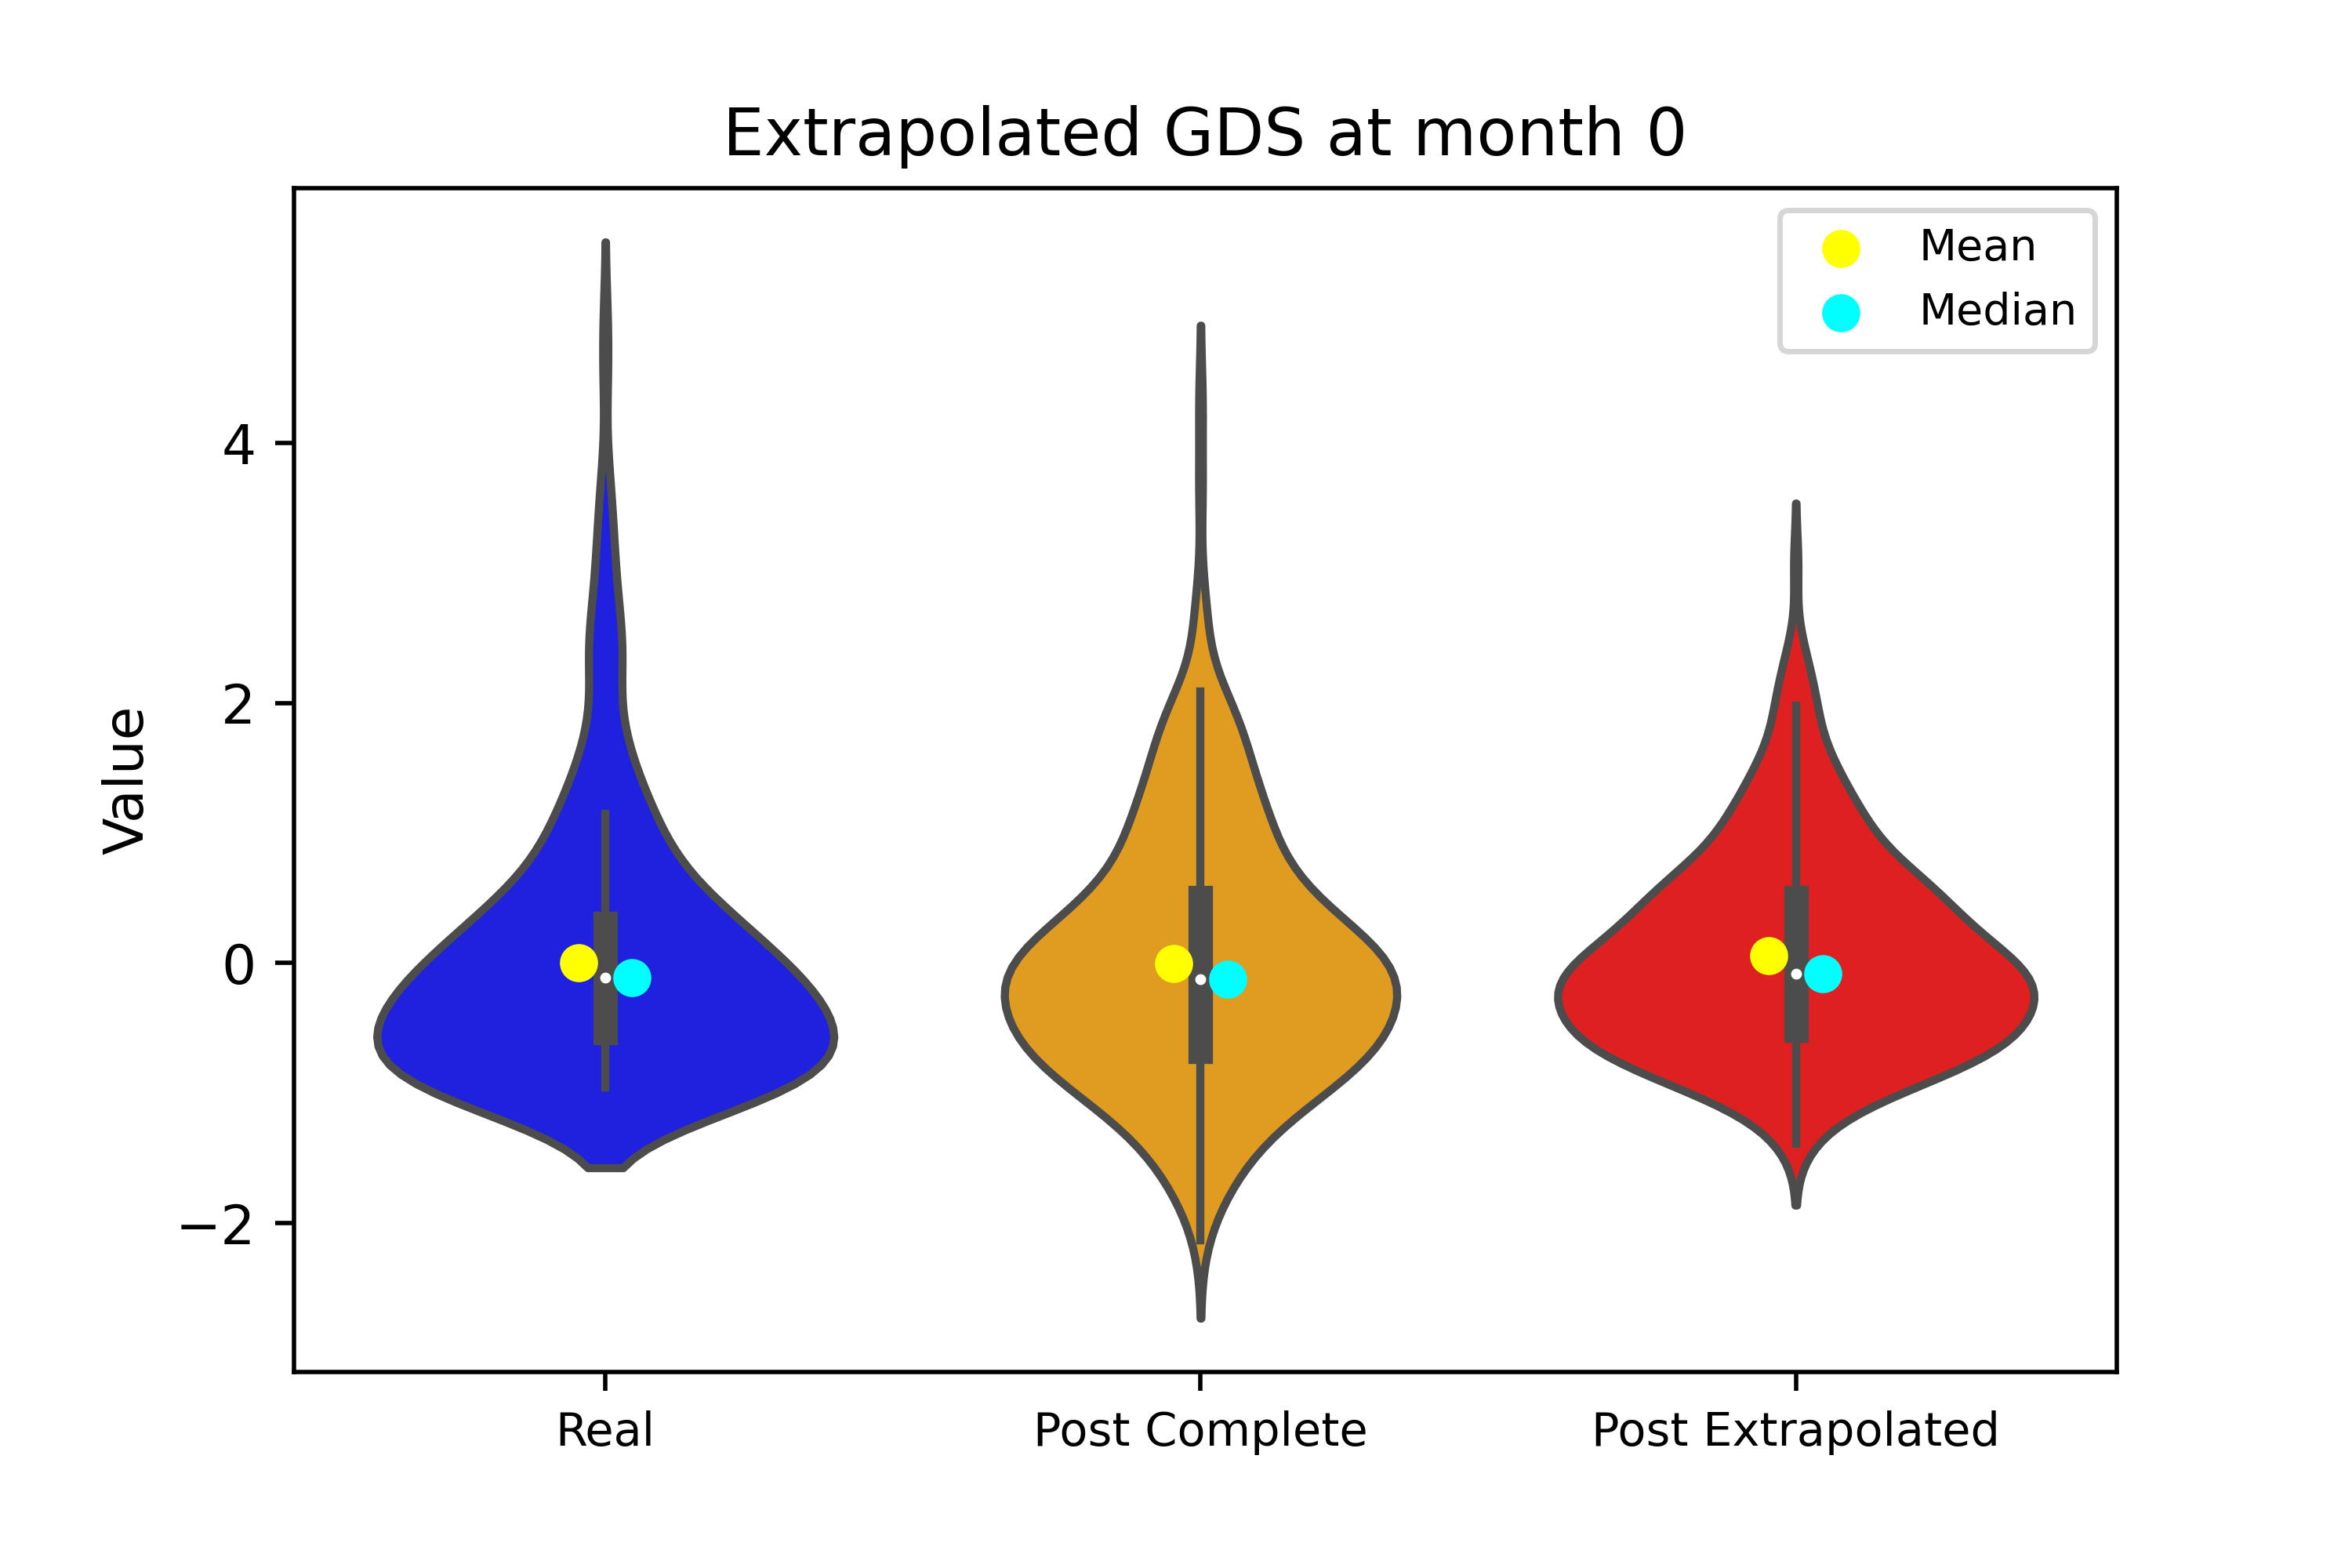 Extrapolated GDS at month 0
Mean
Median
4
2
0
−2
Value
Real
Post Complete
Post Extrapolated